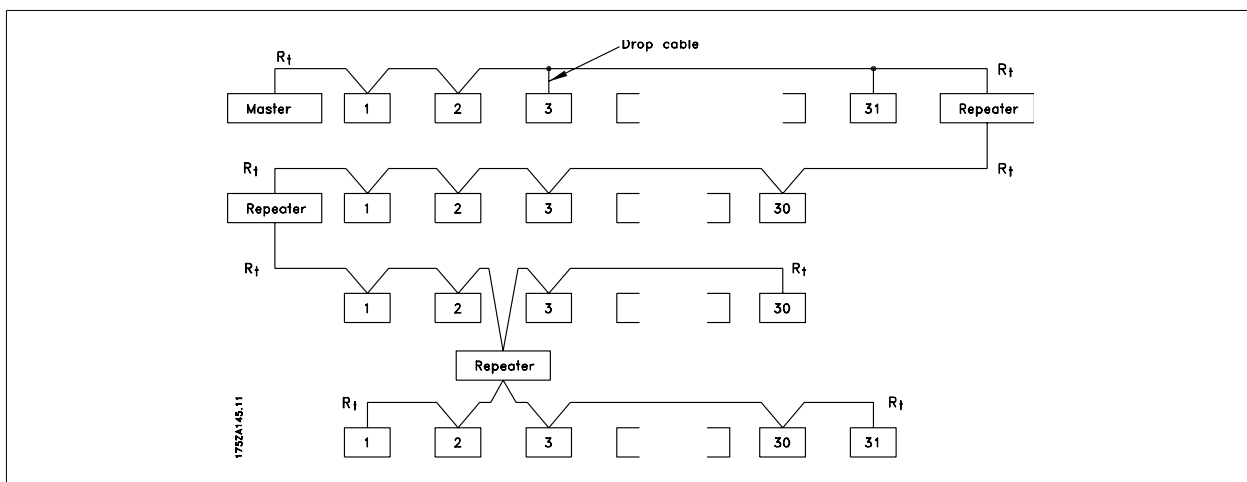 Drop cable
Rt Rt
Master 1 2 3 31 Repeater
Rt Rt
Repeater 1 2 3 30
Rt Rt
1 2 3 30
Repeater
Rt Rt
1 2 3 30 31
175ZA145.11